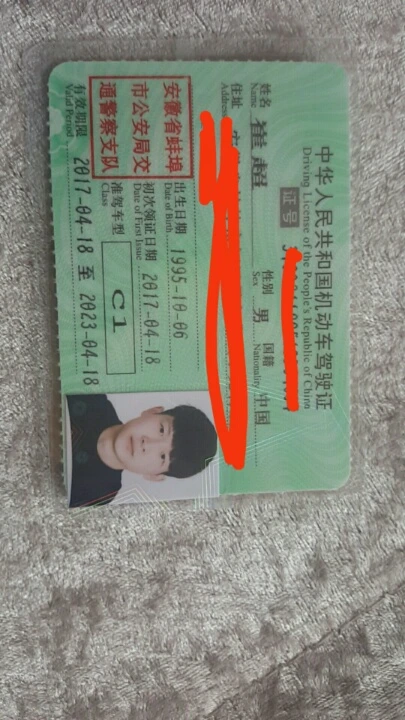 中华人民共和国机动车驾驶证
Driving License of the People's Republic of China
证号
姓名 崔超 性别 男 国籍 中国
Name Sex Nationality
住址
Address
安徽省蚌埠
市公安局交
通警察支队
出生日期 1995-10-06
Date of Birth
初次领证日期 2017-04-18
Date of First Issue
准驾车型 C1
Class
有效期限 2017-04-18 至 2023-04-18
Valid Period